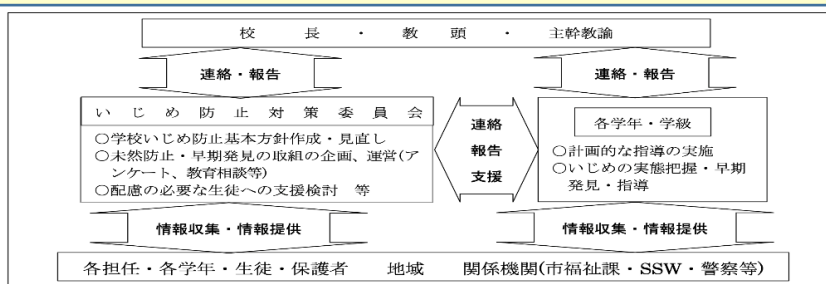 校　長　・　教　頭　・　主幹教諭
連絡・報告
連絡・報告
い　じ　め　防　止　対　策　委　員　会
○学校いじめ防止基本方針作成・見直し
○未然防止・早期発見の取組の企画、運営(ア
ンケート、教育相談等)
○配慮の必要な生徒への支援検討　等
連絡
報告
支援
各学年・学級
○計画的な指導の実施
○いじめの実態把握・早期
発見・指導
情報収集・情報提供
情報収集・情報提供
各担任・各学年・生徒・保護者　　地域　　関係機関(市福祉課・SSW・警察等)